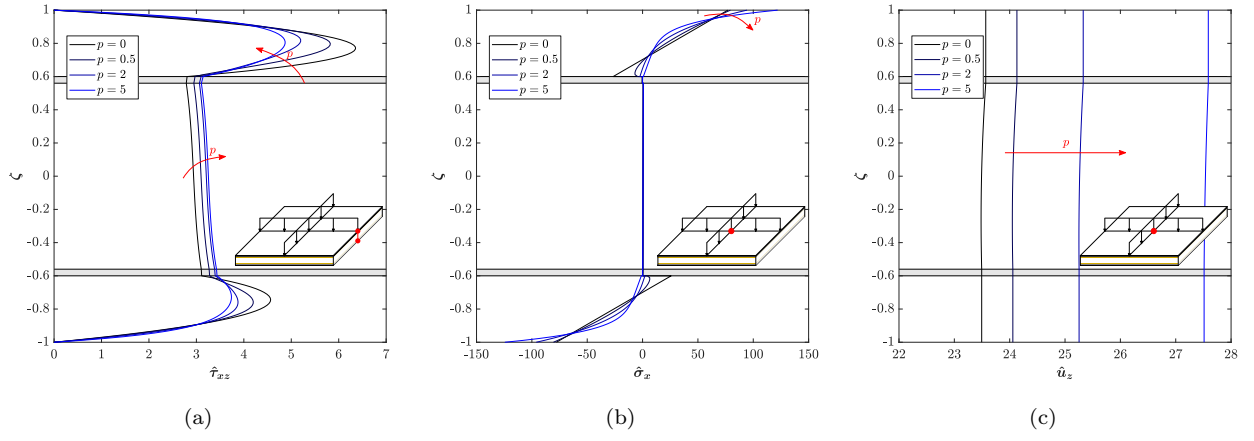 1
0.8
0.6
0.4
0.2
0
-0.2
-0.4
-0.6
-0.8
-1
ζ
p = 0
p = 0.5
p = 2
p = 5
p
p
0 1 2 3 4 5 6 7
τ̂xz
(a)
1
0.8
0.6
0.4
0.2
0
-0.2
-0.4
-0.6
-0.8
-1
ζ
p = 0
p = 0.5
p = 2
p = 5
p
-150 -100 -50 0 50 100 150
σ̂x
(b)
1
0.8
0.6
0.4
0.2
0
-0.2
-0.4
-0.6
-0.8
-1
ζ
p = 0
p = 0.5
p = 2
p = 5
p
22 23 24 25 26 27 28
ûz
(c)